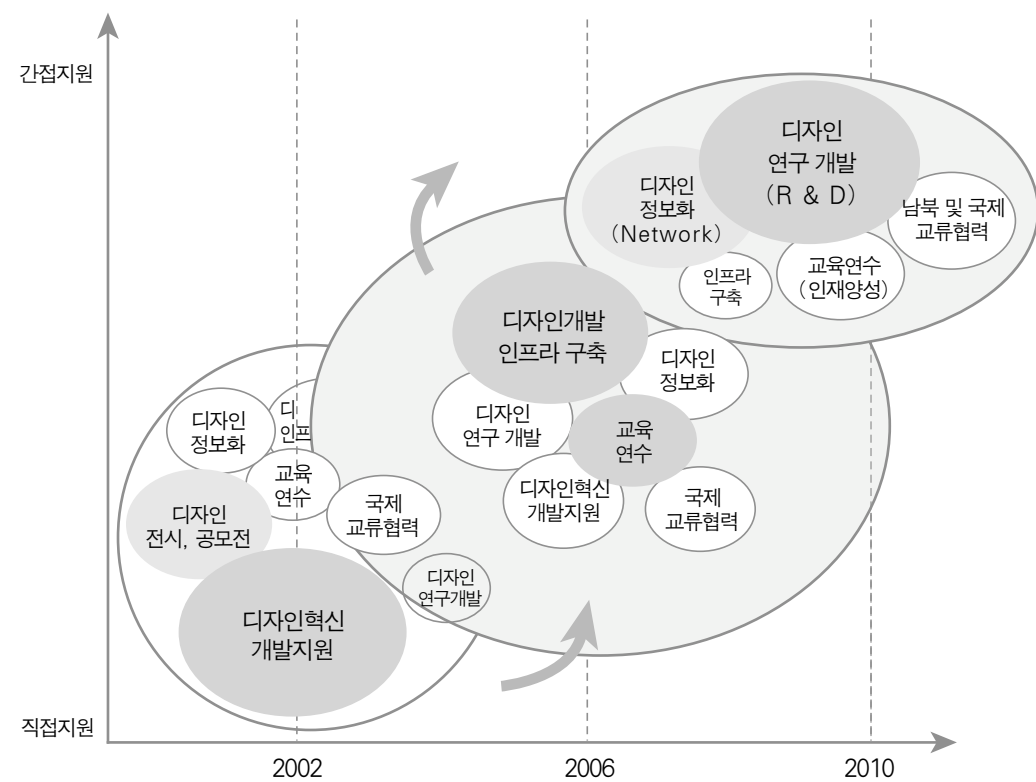 간접지원
디자인
연구 개발
(R & D)
디자인
정보화
(Network)
남북 및 국제
교류협력
인프라
구축
교육연수
(인재양성)
디자인개발
인프라 구축
디자인
정보화
디자인
연구 개발
교육
연수
디자인혁신
개발지원
국제
교류협력
디자인
정보화
디
인프
교육
연수
국제
교류협력
디자인
전시, 공모전
디자인
연구개발
디자인혁신
개발지원
직접지원
2002
2006
2010